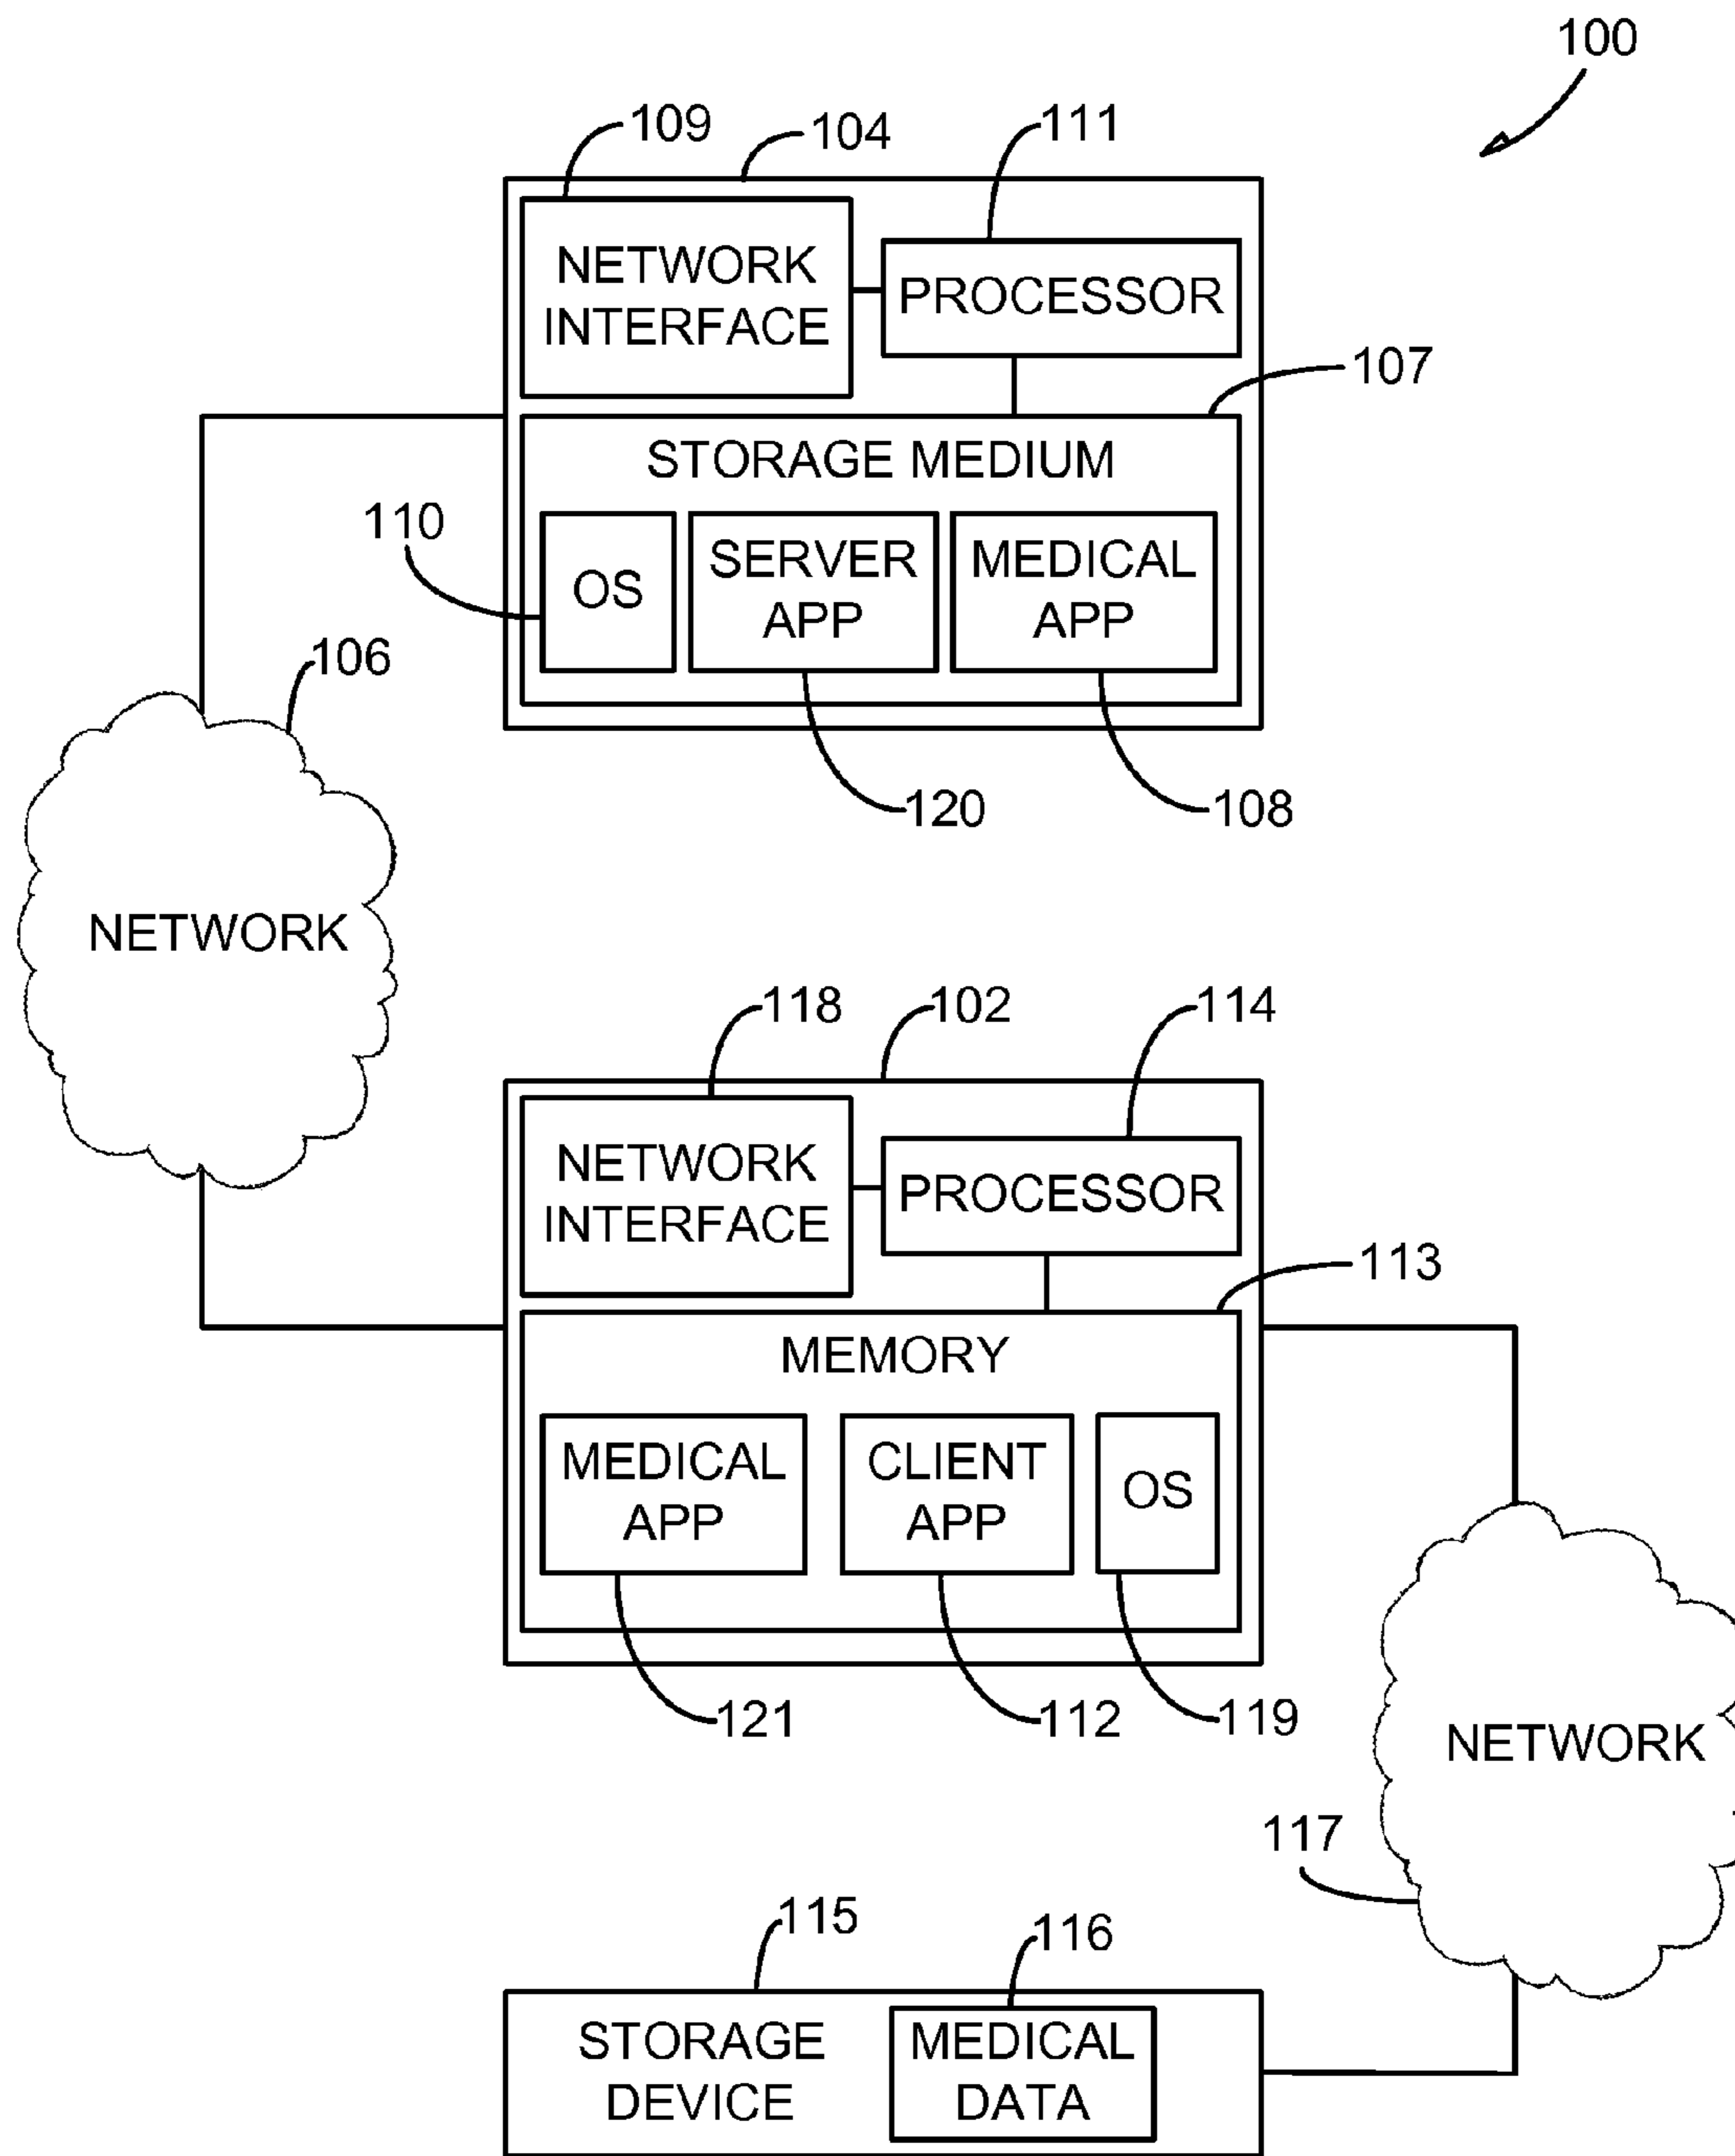 100
109
104
111
NETWORK
INTERFACE
PROCESSOR
107
STORAGE MEDIUM
110
OS
SERVER
APP
MEDICAL
APP
106
120
108
NETWORK
118
102
114
NETWORK
INTERFACE
PROCESSOR
113
MEMORY
MEDICAL
APP
CLIENT
APP
OS
121
112
119
NETWORK
117
115
116
STORAGE
DEVICE
MEDICAL
DATA